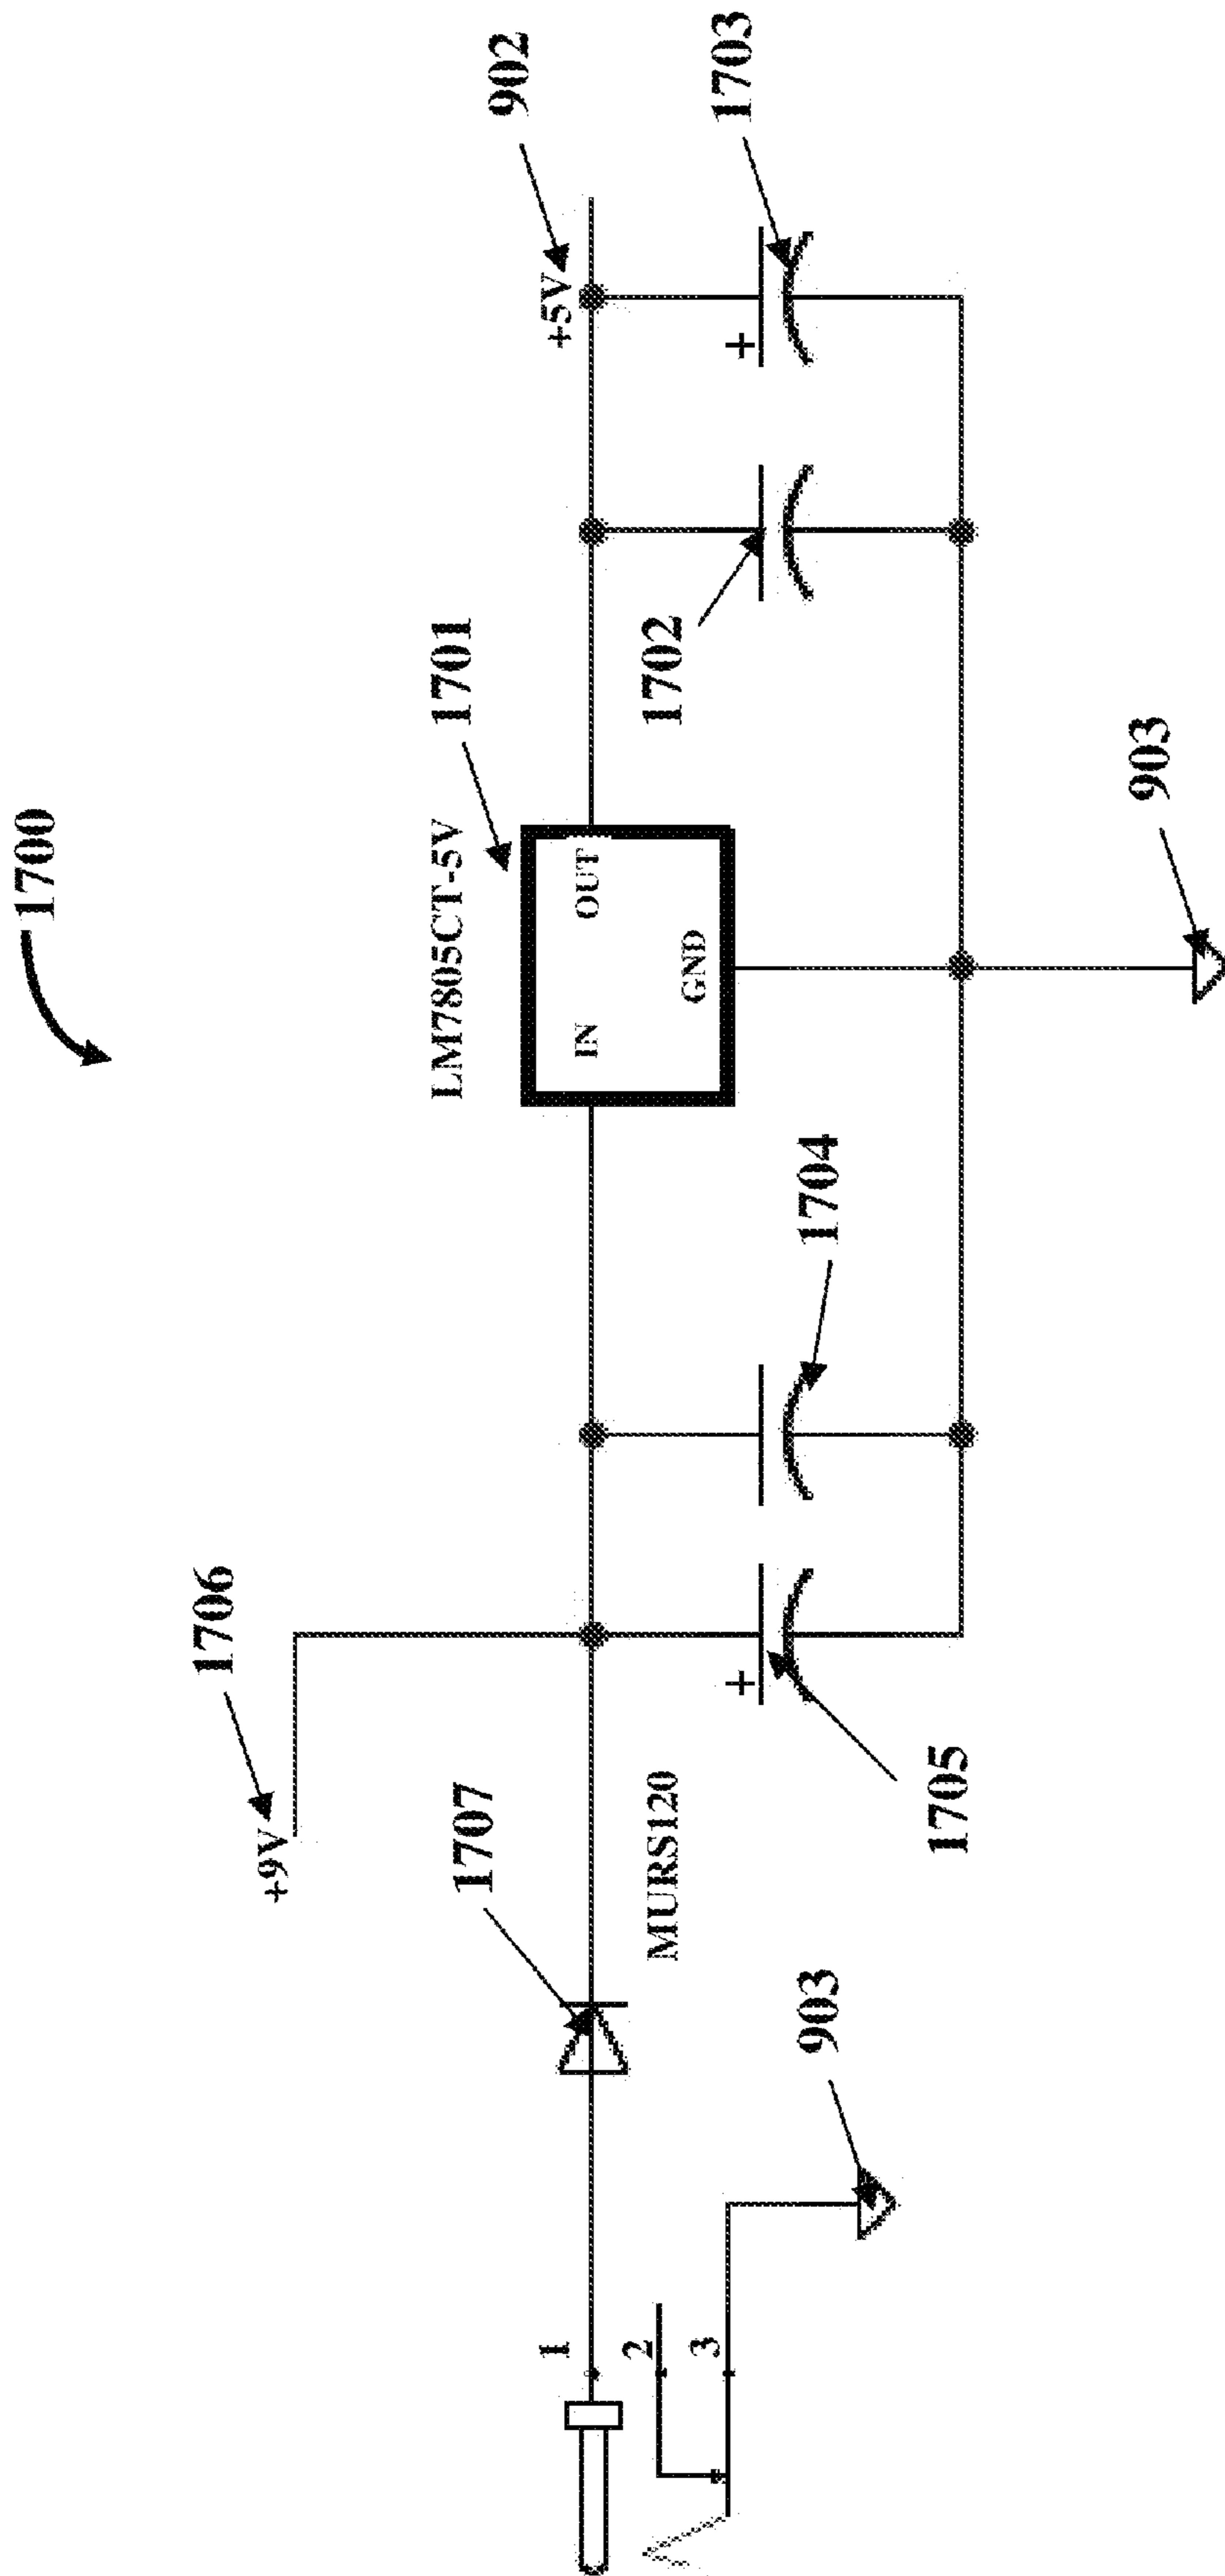 1700
902
+5V
1703
1702
1701
LM7805CT-5V
IN
OUT
GND
903
1704
1706
+9V
1705
+
+
1707
MURS120
903
1
2
3